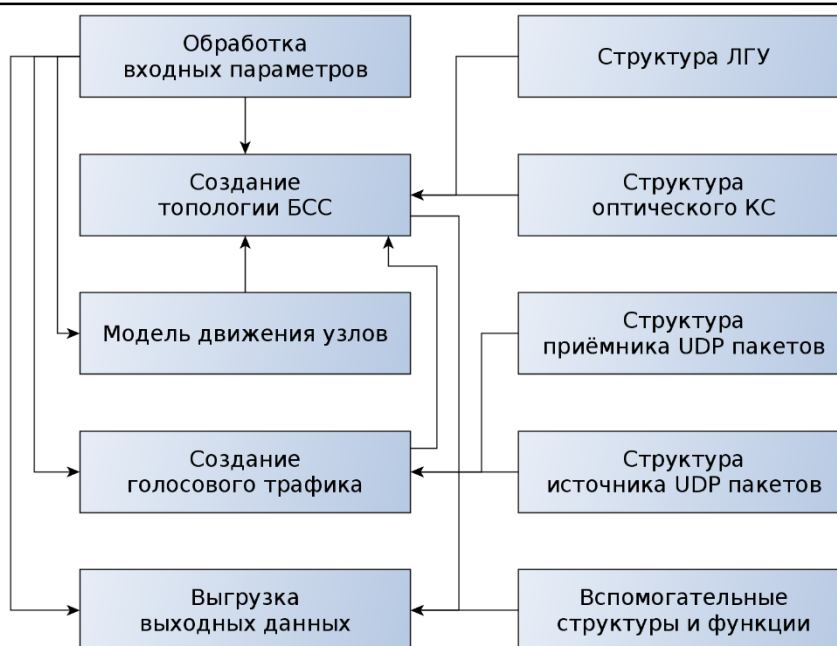 Обработка
входных параметров
Структура ЛГУ
Создание
топологии БСС
Структура
оптического КС
Модель движения узлов
Структура
приёмника UDP пакетов
Создание
голосового трафика
Структура
источника UDP пакетов
Выгрузка
выходных данных
Вспомогательные
структуры и функции